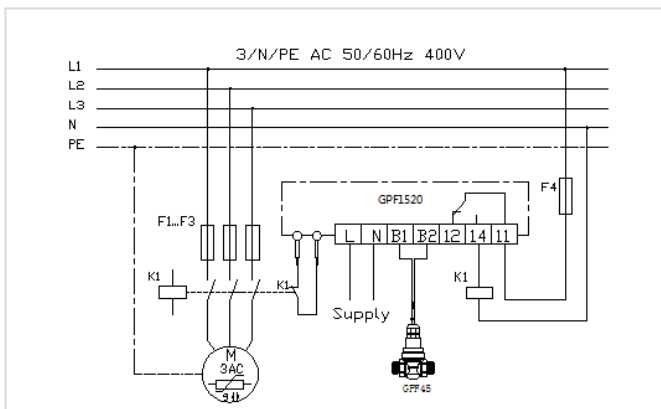 3/N/PE AC 50/60Hz 400V
L1
L2
L3
N
PE
GPF1520
F4
F1...F3
L N B1 B2 12 14 11
K1
K1
K1
Supply
M
3AC
GPF45